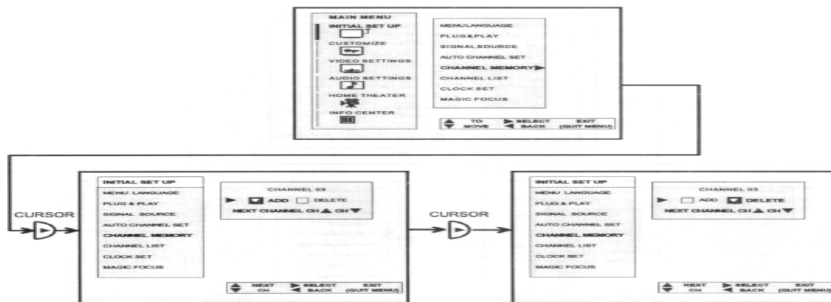 MAIN MENU
INITIAL SET UP
CUSTOMIZE
VIDEO SETTINGS
AUDIO SETTINGS
HOME THEATER
INFO CENTER
MENU LANGUAGE
PLUG & PLAY
SIGNAL SOURCE
AUTO CHANNEL SET
CHANNEL MEMORY
CHANNEL LIST
CLOCK SET
MAGIC FOCUS
TO MOVE
SELECT
BACK
EXIT
(QUIT MENU)
CURSOR
INITIAL SET UP
MENU LANGUAGE
PLUG & PLAY
SIGNAL SOURCE
AUTO CHANNEL SET
CHANNEL MEMORY
CHANNEL LIST
CLOCK SET
MAGIC FOCUS
CHANNEL 03
ADD DELETE
NEXT CHANNEL CH▲ CH▼
NEXT CH
SELECT
BACK
EXIT
(QUIT MENU)
CURSOR
INITIAL SET UP
MENU LANGUAGE
PLUG & PLAY
SIGNAL SOURCE
AUTO CHANNEL SET
CHANNEL MEMORY
CHANNEL LIST
CLOCK SET
MAGIC FOCUS
CHANNEL 03
ADD DELETE
NEXT CHANNEL CH▲ CH▼
NEXT CH
SELECT
BACK
EXIT
(QUIT MENU)